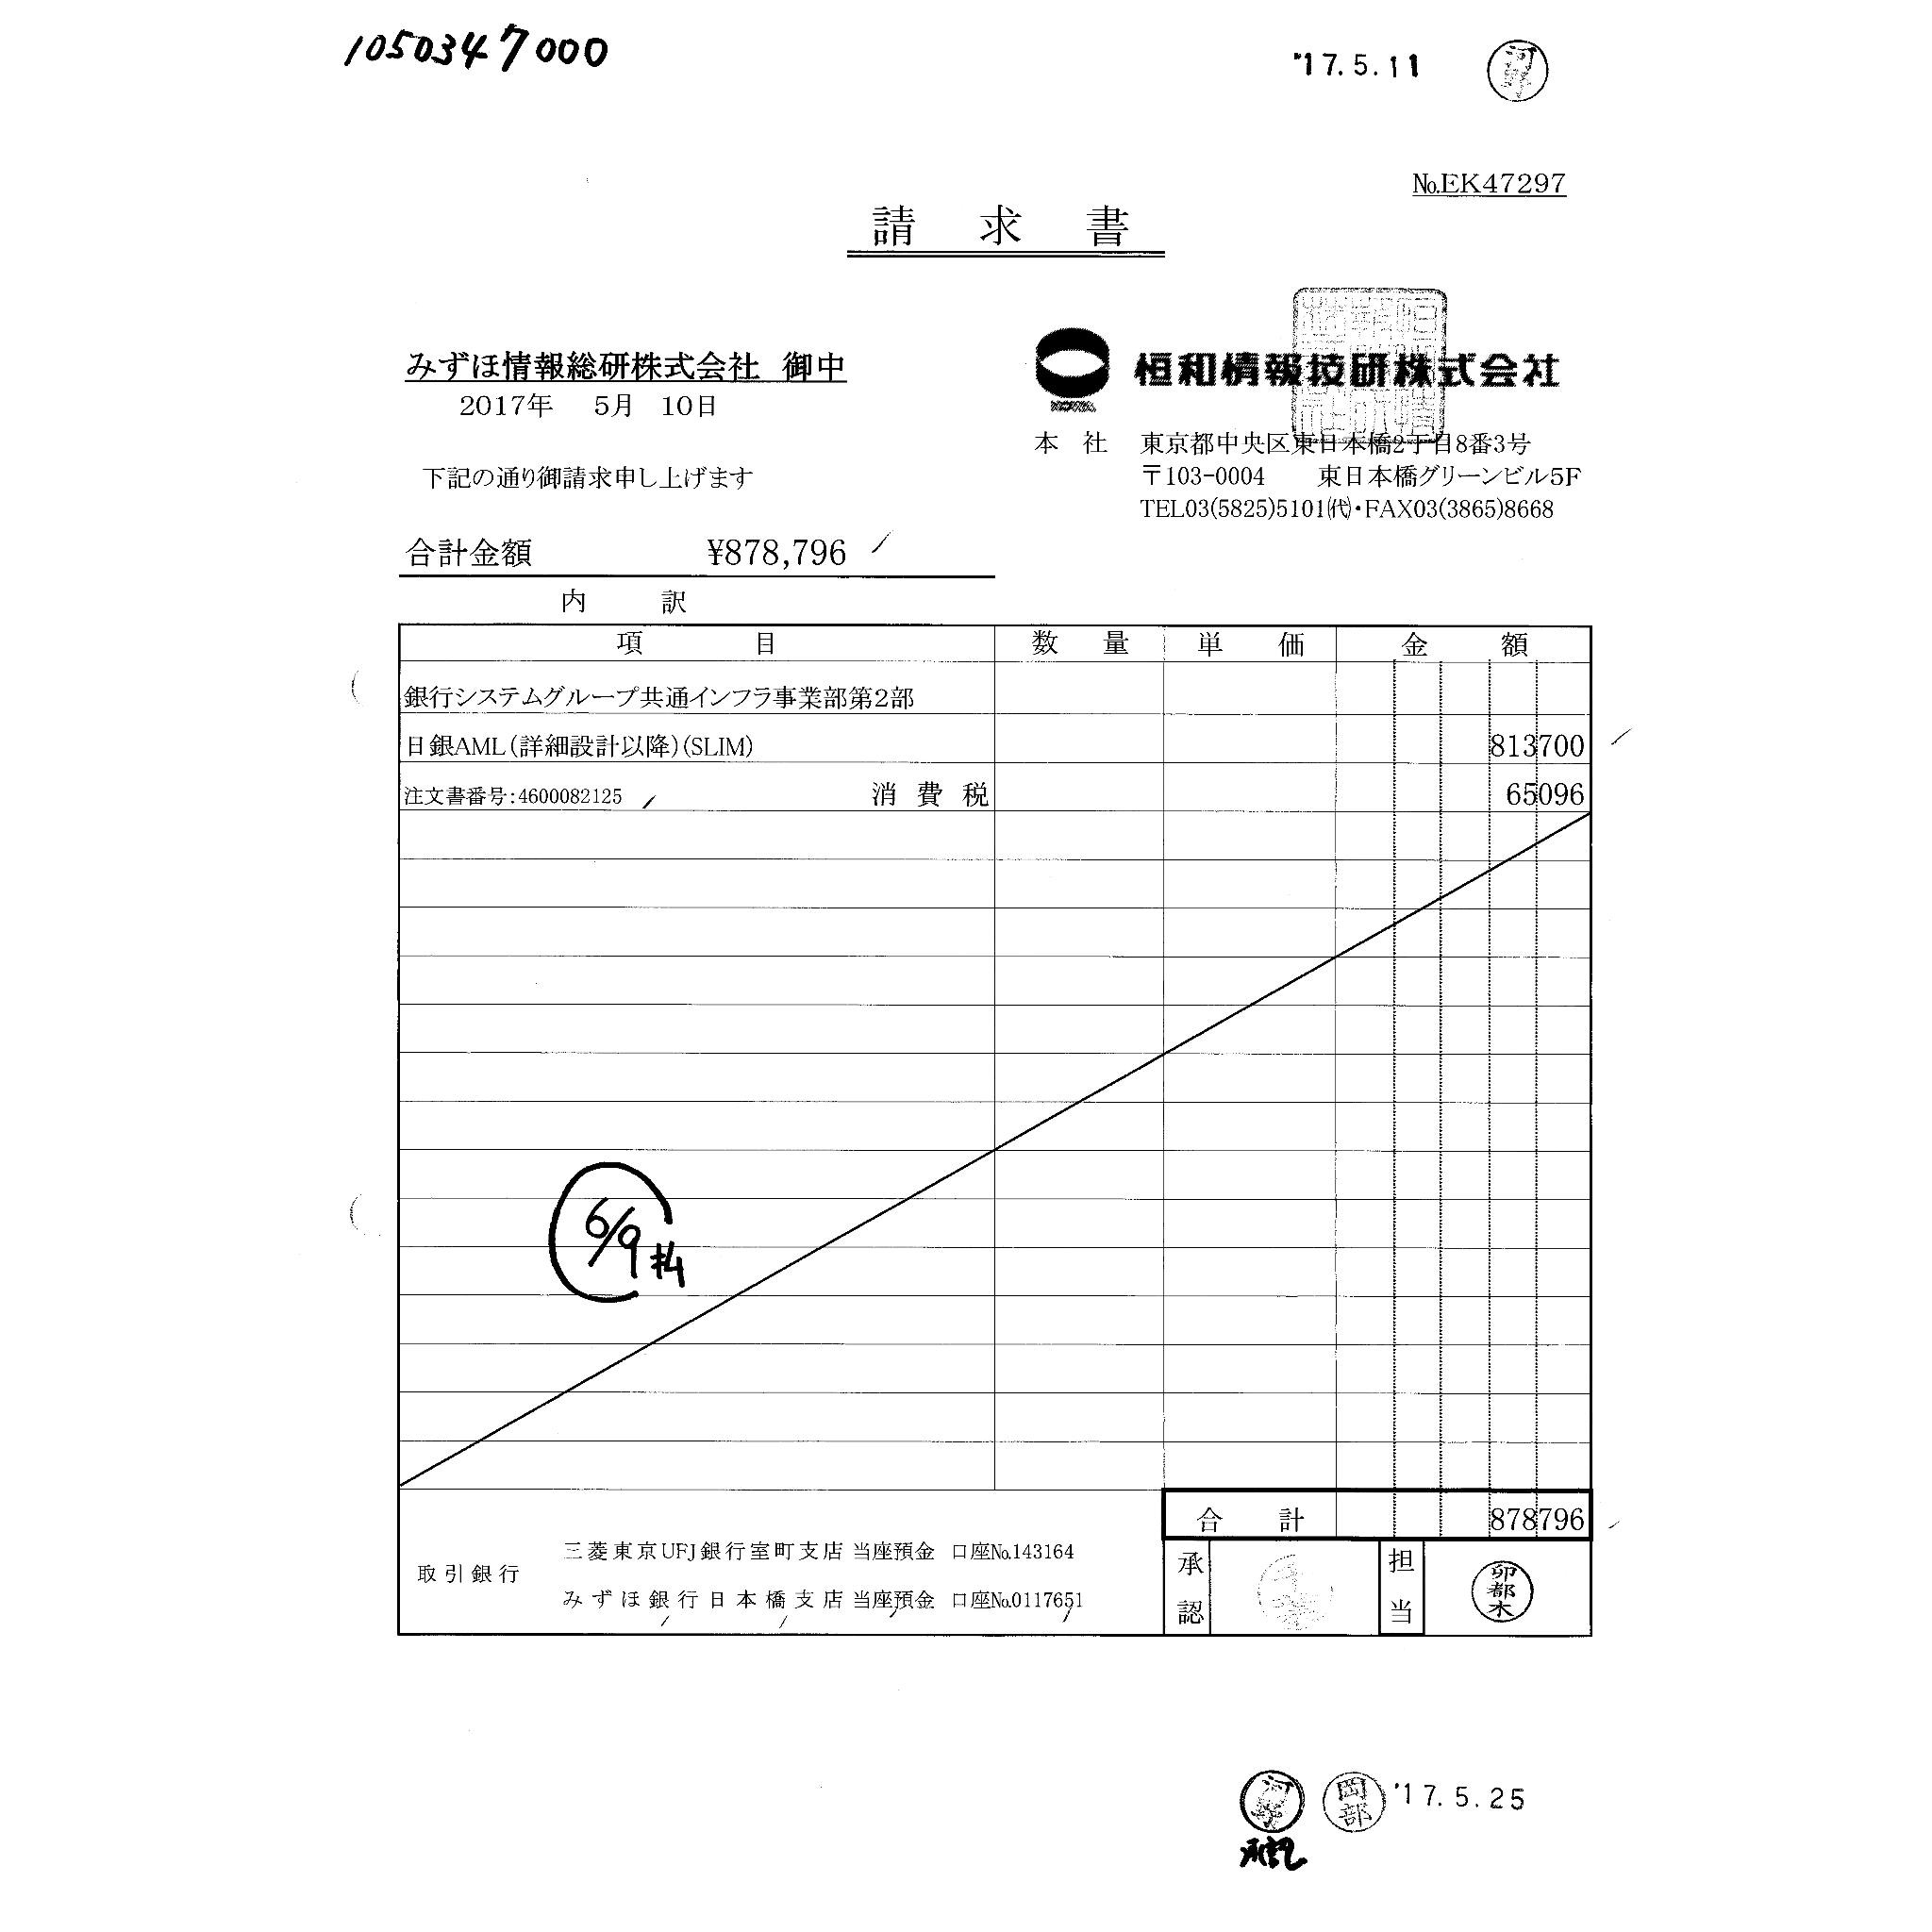 1050347000
'17.5.11
河野
No.EK47297
請求書
みずほ情報総研株式会社 御中
2017年 5月 10日
恒和情報技研株式会社
本社 東京都中央区東日本橋2丁目8番3号
〒103-0004 東日本橋グリーンビル5F
TEL03(5825)5101㈹・FAX03(3865)8668
下記の通り御請求申し上げます
合計金額 ¥878,796
内訳
項目 数量 単価 金額
銀行システムグループ共通インフラ事業部第2部
日銀AML(詳細設計以降)(SLIM) 813700
注文書番号:4600082125 消費税 65096
6/9 #4
合計 878796
取引銀行
三菱東京UFJ銀行室町支店 当座預金 口座No.143164
みずほ銀行日本橋支店 当座預金 口座No.0117651
承認
担当
卯都木
岡部
'17.5.25
承認